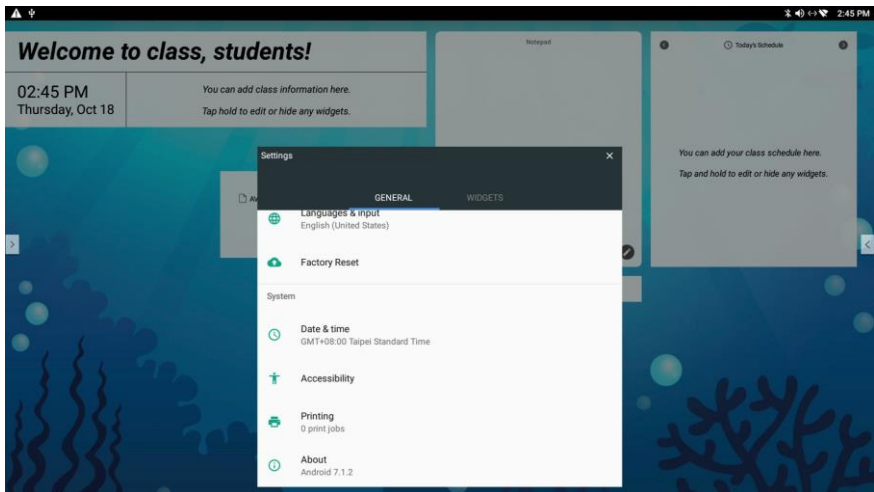 2:45 PM
Welcome to class, students!
02:45 PM
Thursday, Oct 18
You can add class information here.
Tap hold to edit or hide any widgets.
Notepad
Today's Schedule
You can add your class schedule here.
Tap and hold to edit or hide any widgets.
Settings
GENERAL
WIDGETS
Languages & input
English (United States)
Factory Reset
System
Date & time
GMT+08:00 Taipei Standard Time
Accessibility
Printing
0 print jobs
About
Android 7.1.2